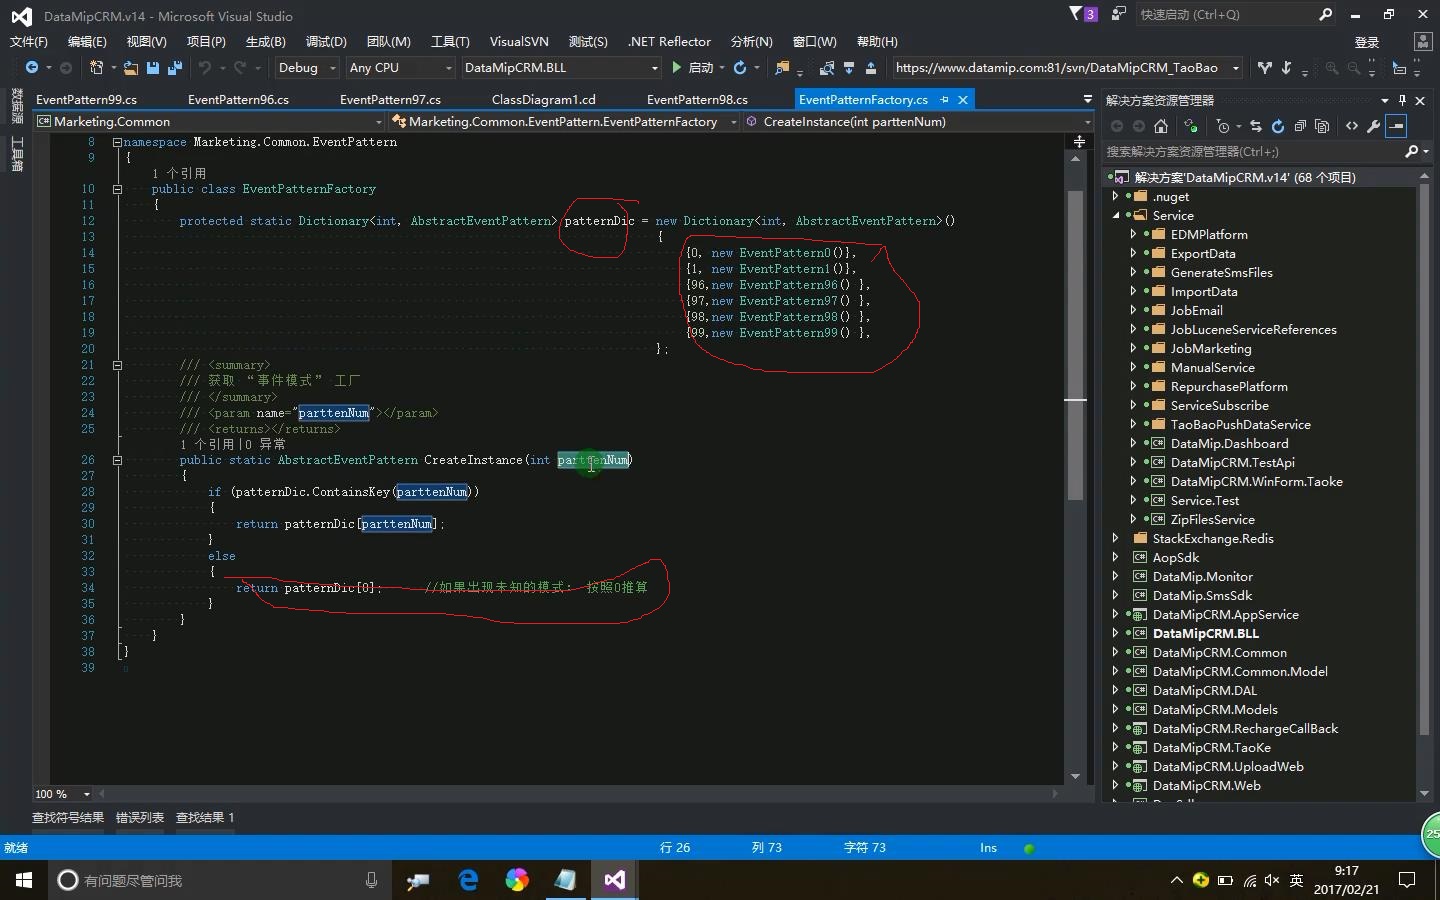 DataMipCRM.v14 - Microsoft Visual Studio
3
快速启动 (Ctrl+Q)
文件(F) 编辑(E) 视图(V) 项目(P) 生成(B) 调试(D) 团队(M) 工具(T) VisualSVN 测试(S) .NET Reflector 分析(N) 窗口(W) 帮助(H) 登录
Debug Any CPU DataMipCRM.BLL 启动 https://www.datamip.com:81/svn/DataMipCRM_TaoBao
数据源
工具箱
EventPattern99.cs EventPattern96.cs EventPattern97.cs ClassDiagram1.cd EventPattern98.cs EventPatternFactory.cs
Marketing.Common Marketing.Common.EventPattern.EventPatternFactory CreateInstance(int parttenNum)
8 namespace Marketing.Common.EventPattern
9 {
1 个引用
10 public class EventPatternFactory
11 {
12 protected static Dictionary<int, AbstractEventPattern> patternDic = new Dictionary<int, AbstractEventPattern>()
13 {
14 {0, new EventPattern0()},
15 {1, new EventPattern1()},
16 {96,new EventPattern96() },
17 {97,new EventPattern97() },
18 {98,new EventPattern98() },
19 {99,new EventPattern99() },
20 };
21 /// <summary>
22 /// 获取 “事件模式” 工厂
23 /// </summary>
24 /// <param name="parttenNum"></param>
25 /// <returns></returns>
1 个引用|0 异常
26 public static AbstractEventPattern CreateInstance(int parttenNum)
27 {
28 if (patternDic.ContainsKey(parttenNum))
29 {
30 return patternDic[parttenNum];
31 }
32 else
33 {
34 return patternDic[0]; //如果出现未知的模式: 按照0推算
35 }
36 }
37 }
38 }
39
100 %
查找符号结果 错误列表 查找结果 1
就绪 行 26 列 73 字符 73 Ins
解决方案资源管理器
搜索解决方案资源管理器(Ctrl+;)
解决方案'DataMipCRM.v14' (68 个项目)
.nuget
Service
EDMPlatform
ExportData
GenerateSmsFiles
ImportData
JobEmail
JobLuceneServiceReferences
JobMarketing
ManualService
RepurchasePlatform
ServiceSubscribe
TaoBaoPushDataService
DataMip.Dashboard
DataMipCRM.TestApi
DataMipCRM.WinForm.Taoke
Service.Test
ZipFilesService
StackExchange.Redis
AopSdk
DataMip.Monitor
DataMip.SmsSdk
DataMipCRM.AppService
DataMipCRM.BLL
DataMipCRM.Common
DataMipCRM.Common.Model
DataMipCRM.DAL
DataMipCRM.Models
DataMipCRM.RechargeCallBack
DataMipCRM.TaoKe
DataMipCRM.UploadWeb
DataMipCRM.Web
25
有问题尽管问我
英
9:17
2017/02/21